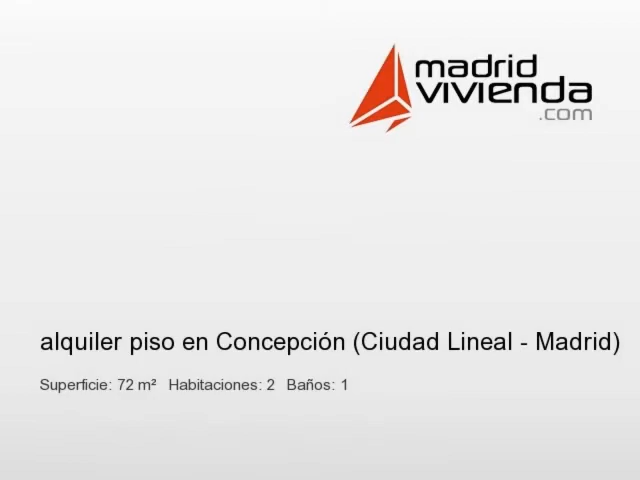 madrid
vivienda
.com
alquiler piso en Concepción (Ciudad Lineal - Madrid)
Superficie: 72 m² Habitaciones: 2 Baños: 1